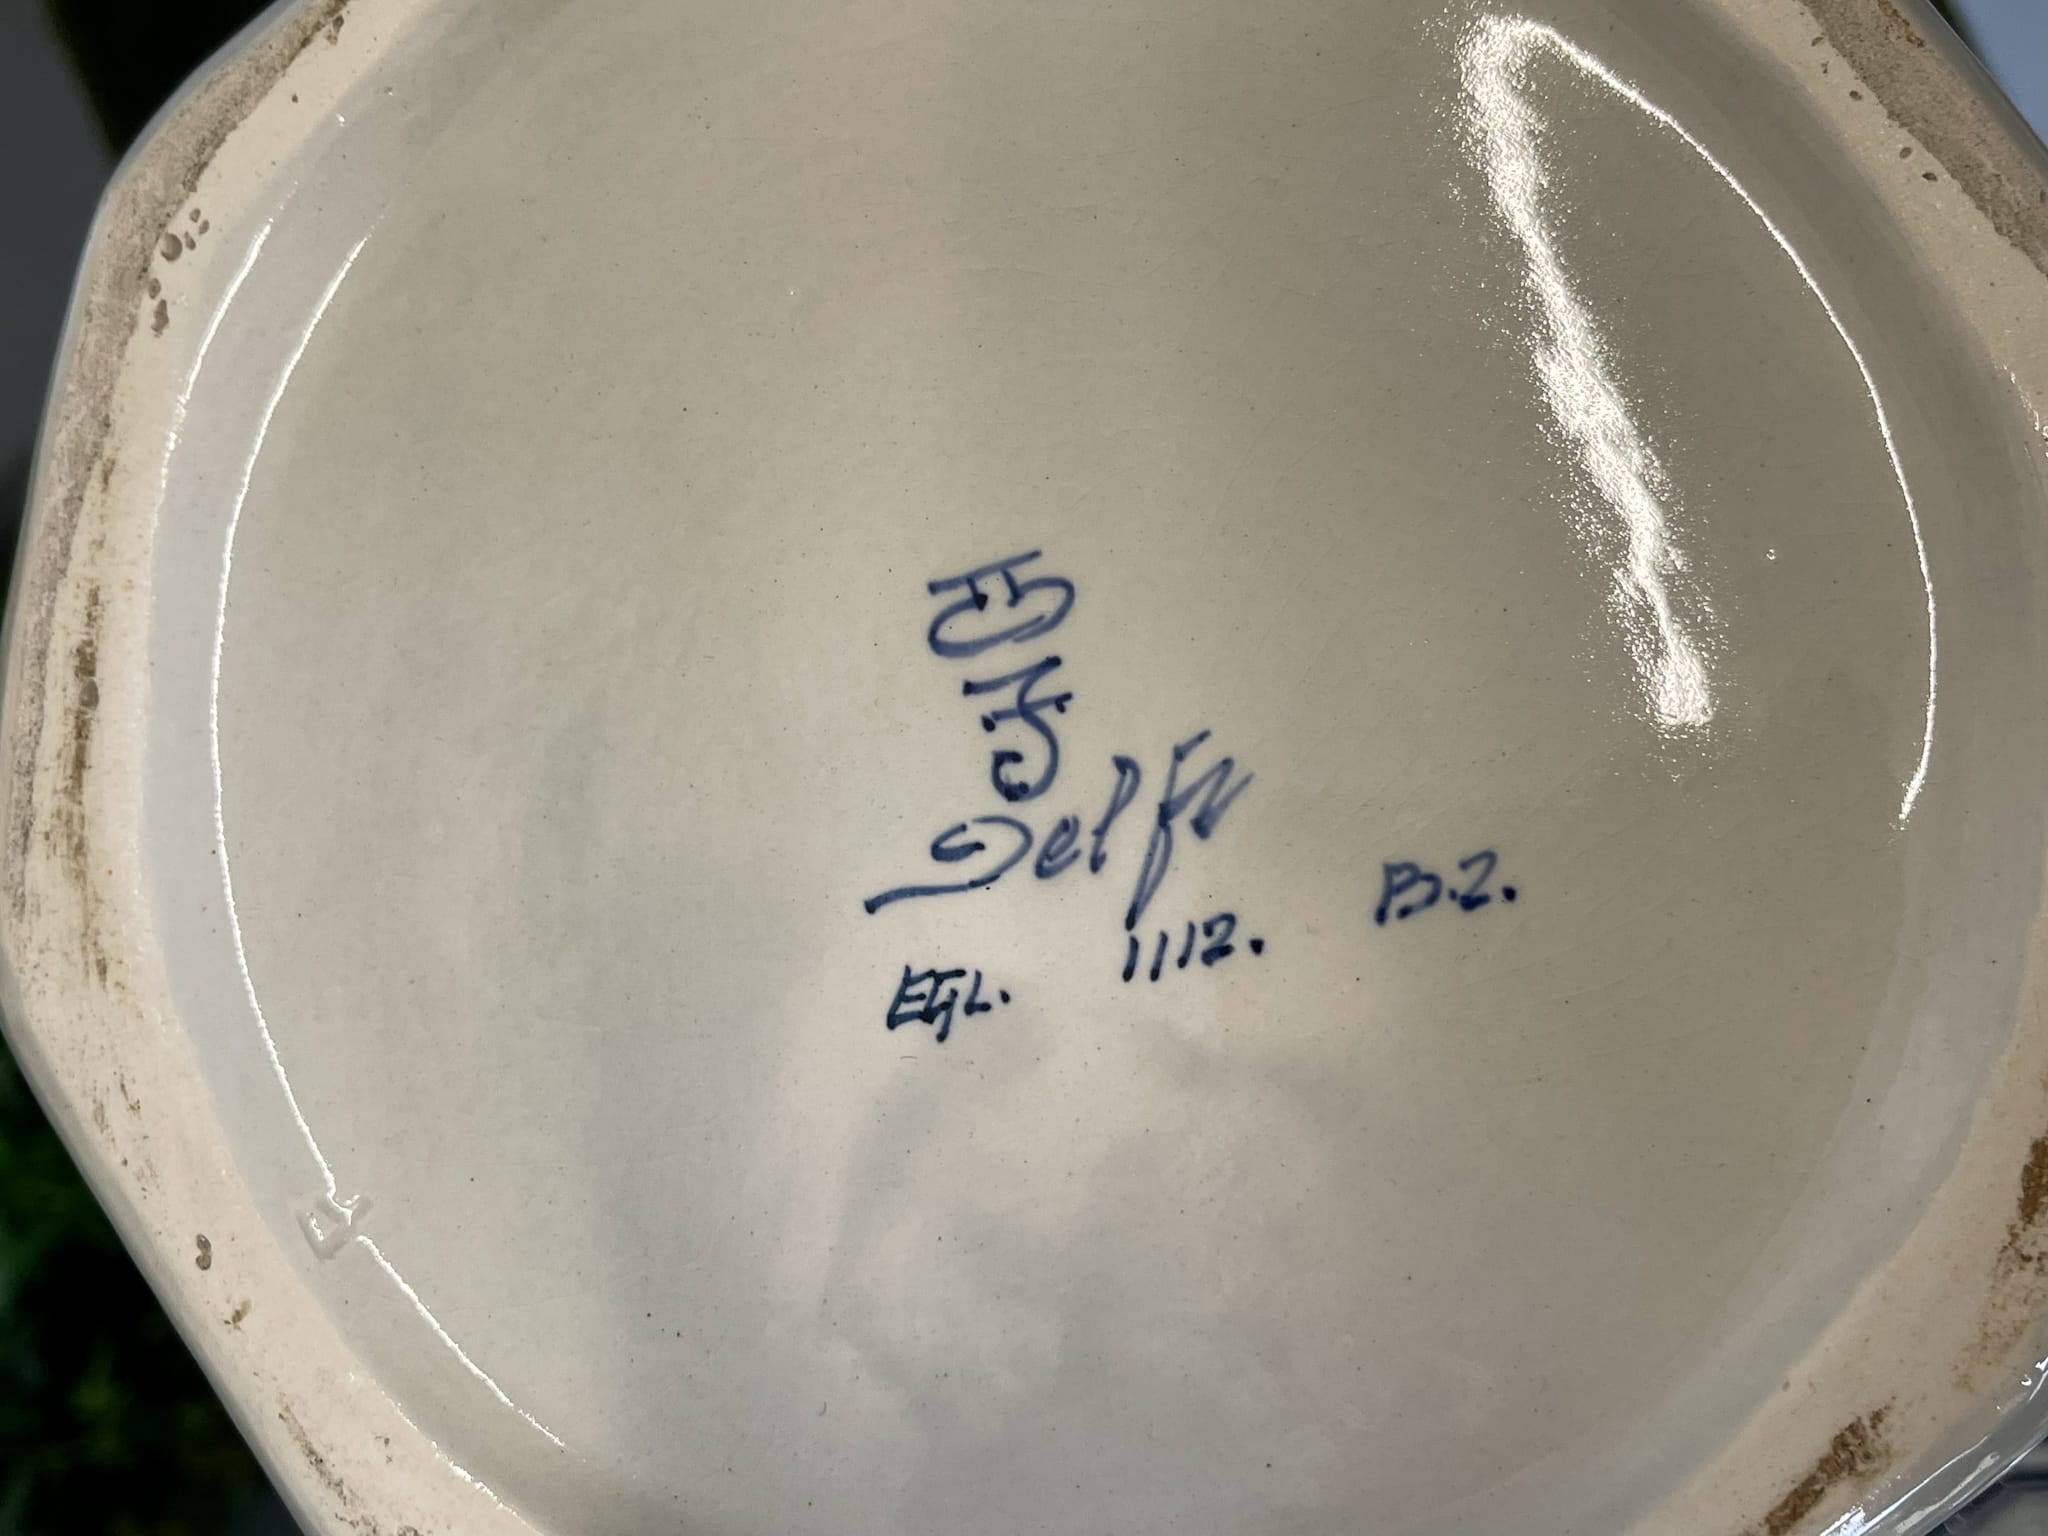 Delft
1112. B.Z.
EGL.